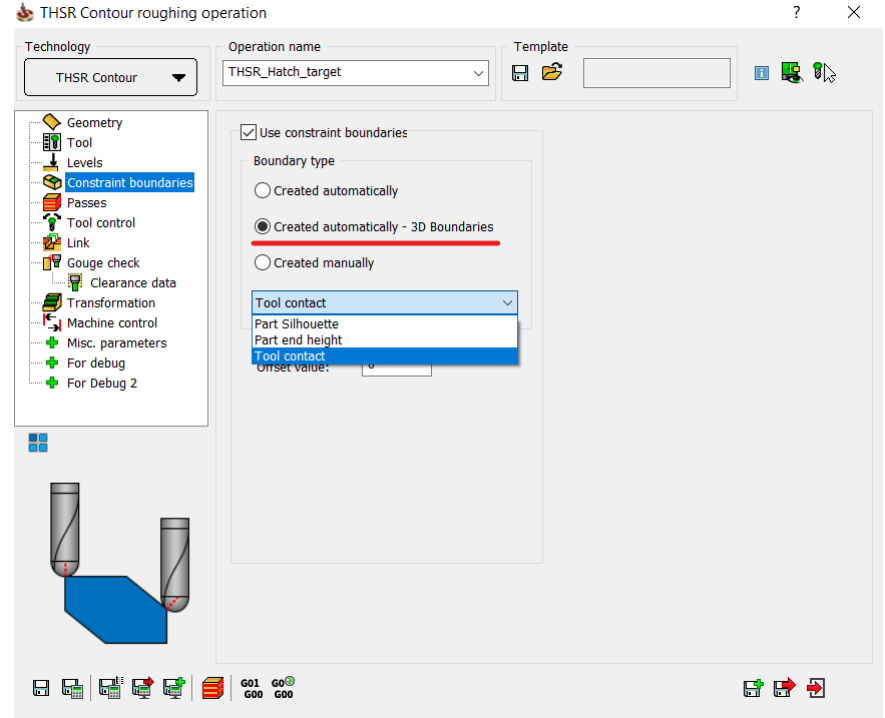 THSR Contour roughing operation
?
Technology
Operation name
Template
THSR Contour
THSR_Hatch_target
Geometry
Tool
Levels
Constraint boundaries
Passes
Tool control
Link
Gouge check
Clearance data
Transformation
Machine control
Misc. parameters
For debug
For Debug 2
Use constraint boundaries
Boundary type
Created automatically
Created automatically - 3D Boundaries
Created manually
Tool contact
Part Silhouette
Part end height
Tool contact
Offset value:
G01 G0
G00 G00